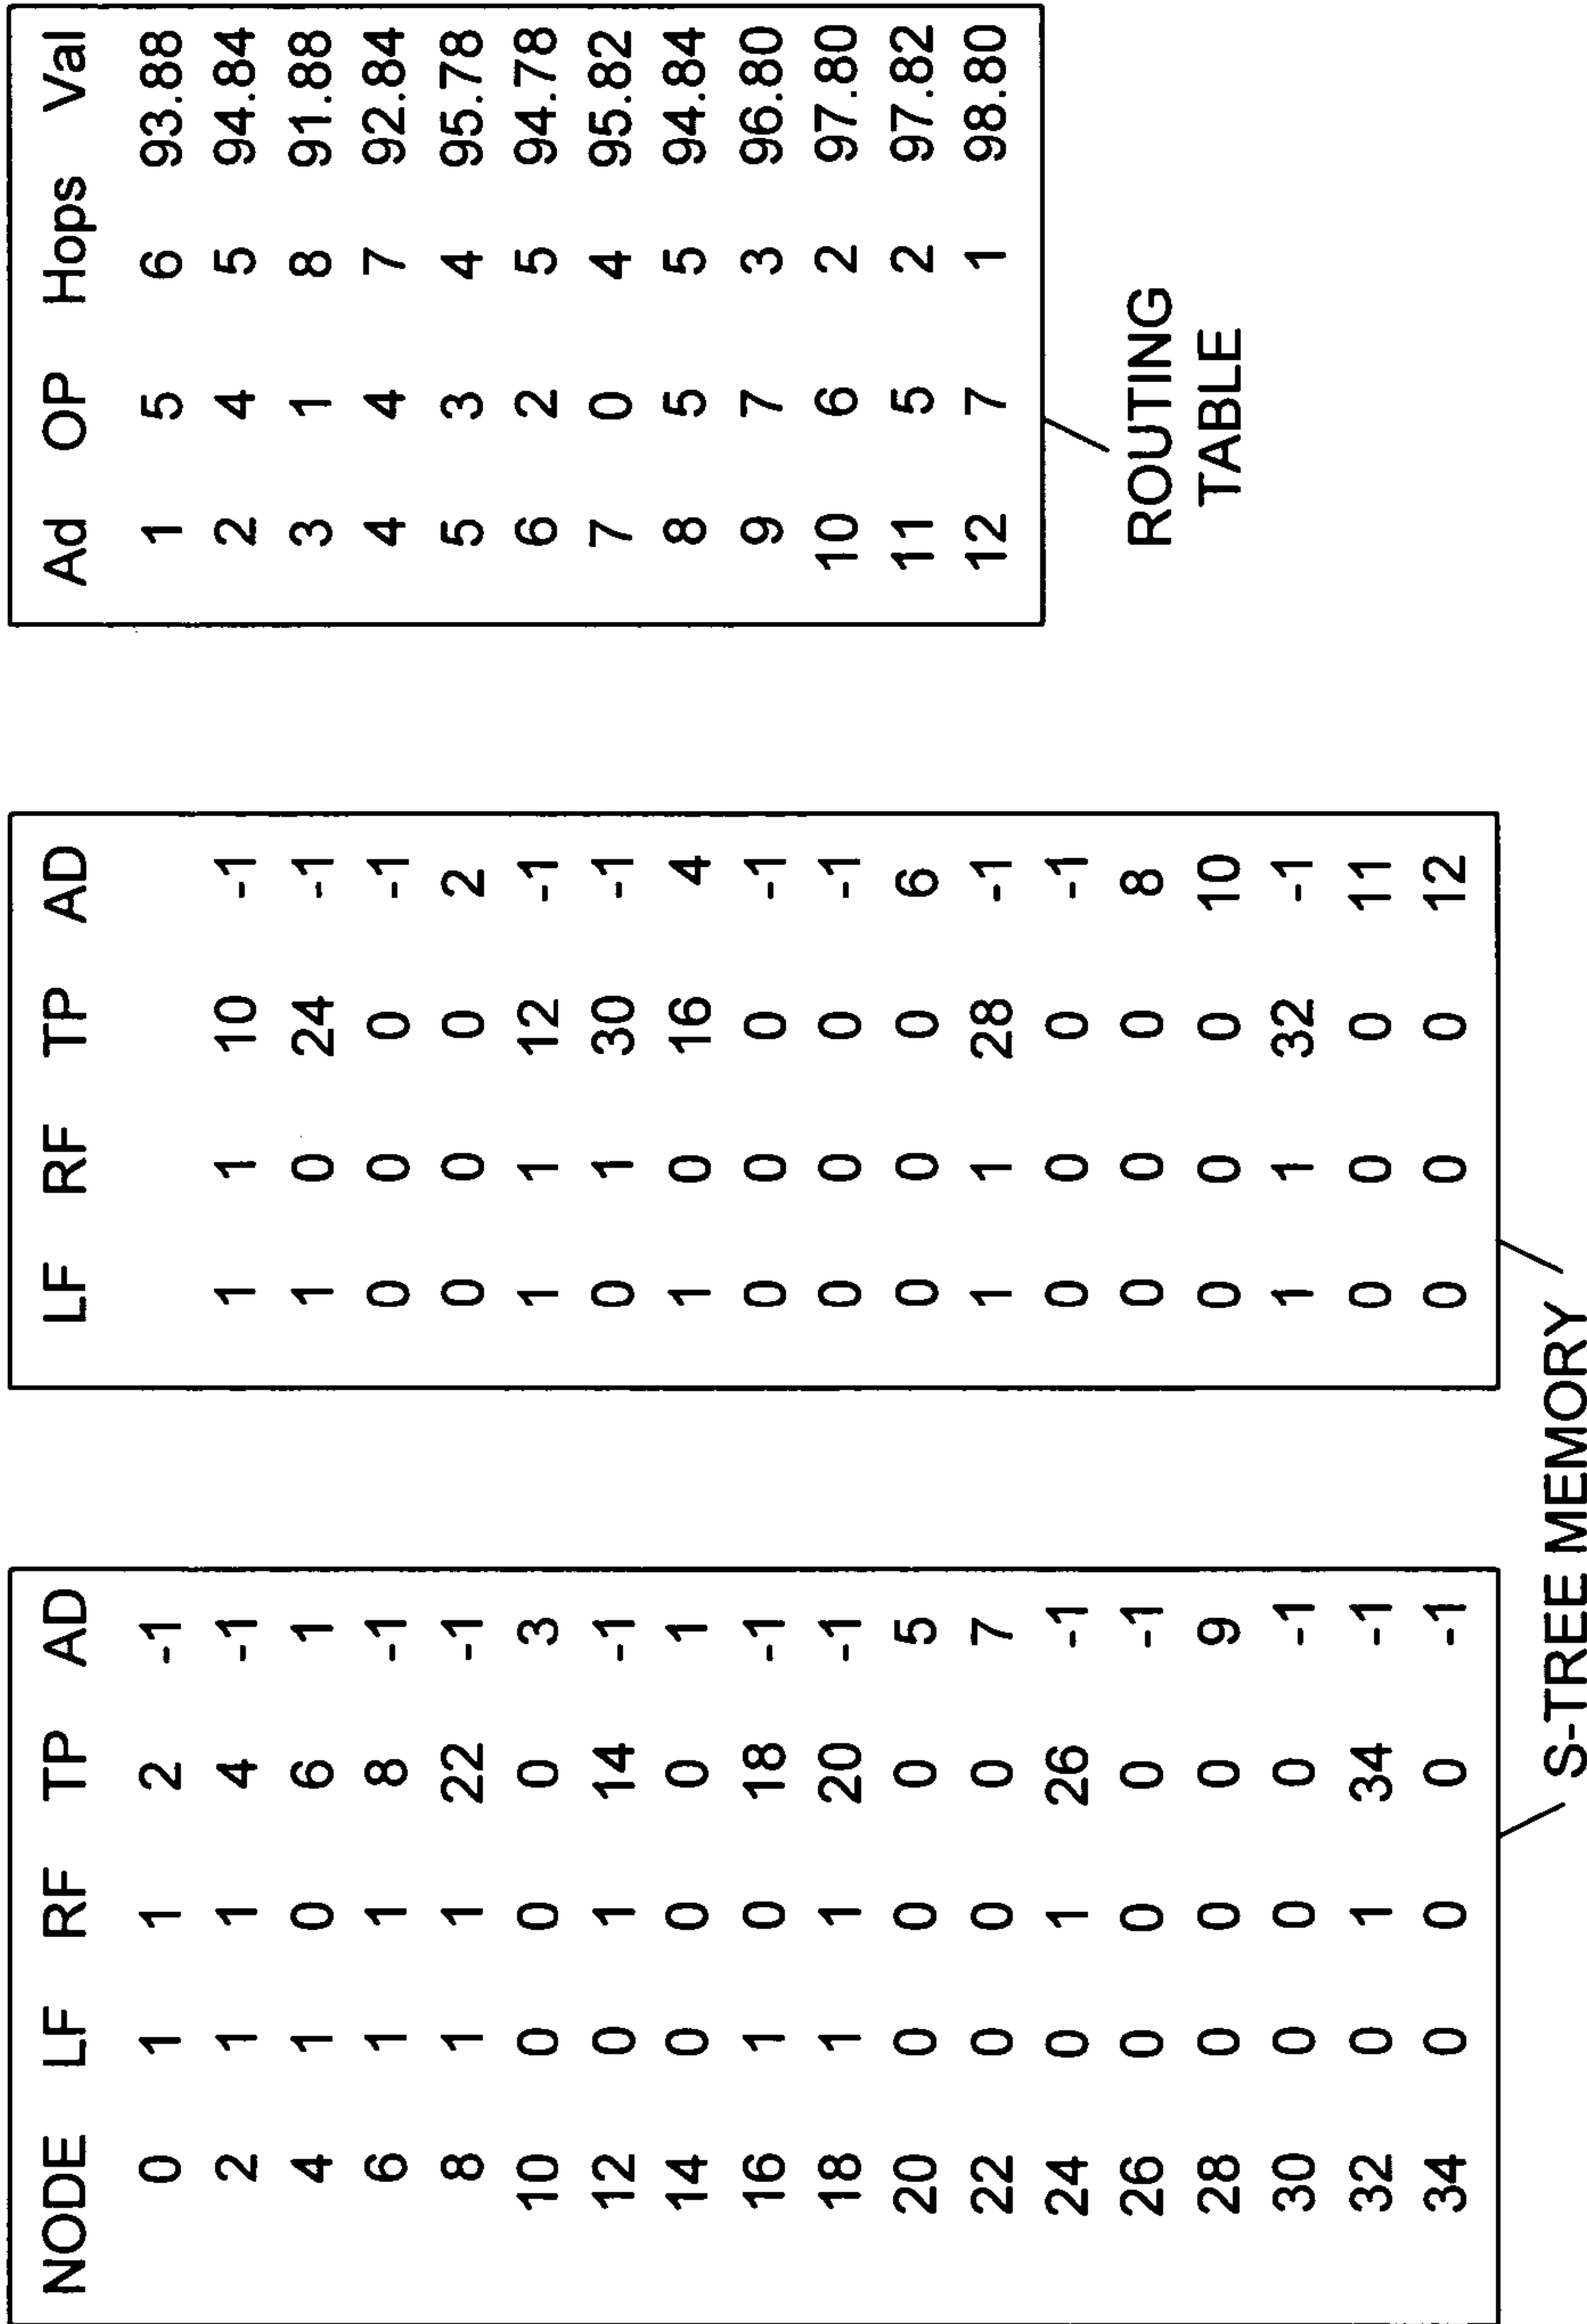 NODE LF RF TP AD
0 1 1 2 -1
2 1 1 4 -1
4 1 0 6 1
6 1 1 8 -1
8 1 1 22 -1
10 0 0 0 3
12 0 1 14 -1
14 0 0 0 1
16 1 0 18 -1
18 1 1 20 -1
20 0 0 0 5
22 0 0 0 7
24 0 1 26 -1
26 0 0 0 -1
28 0 0 0 9
30 0 0 0 -1
32 0 1 34 -1
34 0 0 0 -1
LF RF TP AD
1 1 10 -1
1 0 24 -1
0 0 0 -1
0 0 0 2
1 1 12 -1
0 1 30 -1
1 0 16 4
0 0 0 -1
0 0 0 -1
0 0 0 6
1 1 28 -1
0 0 0 -1
0 0 0 8
0 0 0 10
1 1 32 -1
0 0 0 11
0 0 0 12
S-TREE MEMORY
Ad OP Hops Val
1 5 6 93.88
2 4 5 94.84
3 1 8 91.88
4 4 7 92.84
5 3 4 95.78
6 2 5 94.78
7 0 4 95.82
8 5 5 94.84
9 7 3 96.80
10 6 2 97.80
11 5 2 97.82
12 7 1 98.80
ROUTING
TABLE